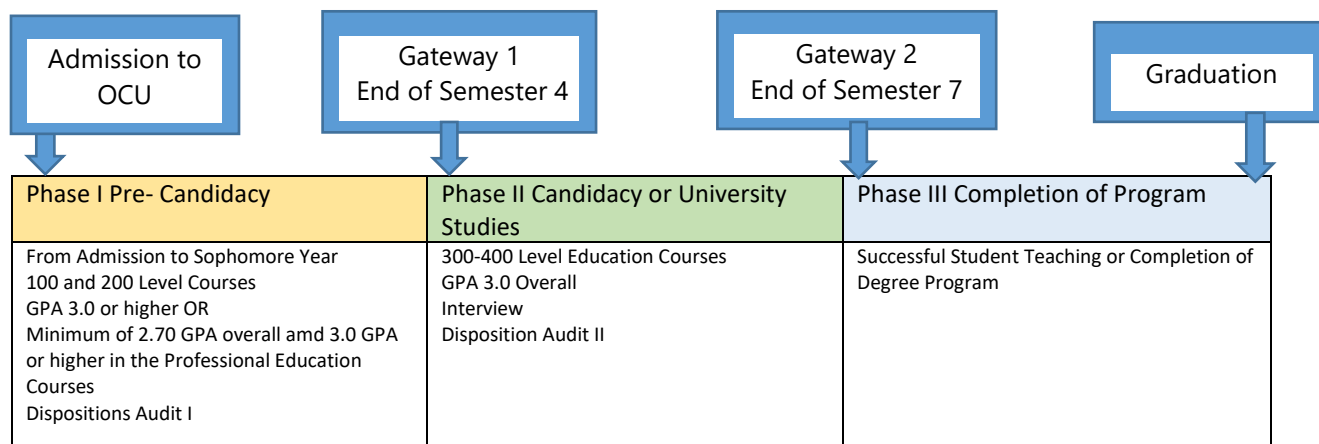 Admission to
OCU
Gateway 1
End of Semester 4
Gateway 2
End of Semester 7
Graduation
Phase I Pre- Candidacy
Phase II Candidacy or University
Studies
Phase III Completion of Program
From Admission to Sophomore Year
100 and 200 Level Courses
GPA 3.0 or higher OR
Minimum of 2.70 GPA overall amd 3.0 GPA
or higher in the Professional Education
Courses
Dispositions Audit I
300-400 Level Education Courses
GPA 3.0 Overall
Interview
Disposition Audit II
Successful Student Teaching or Completion of
Degree Program